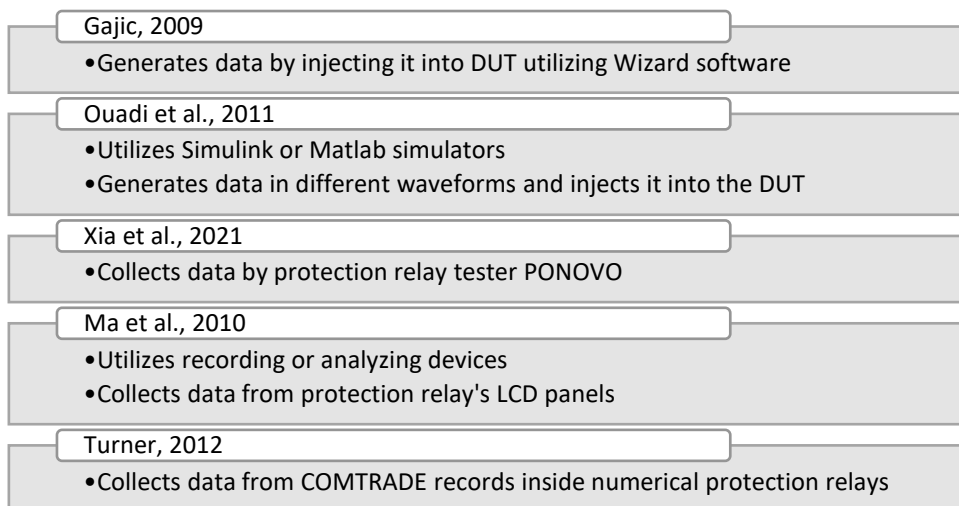 Gajic, 2009
•Generates data by injecting it into DUT utilizing Wizard software
Ouadi et al., 2011
•Utilizes Simulink or Matlab simulators
•Generates data in different waveforms and injects it into the DUT
Xia et al., 2021
•Collects data by protection relay tester PONOVO
Ma et al., 2010
•Utilizes recording or analyzing devices
•Collects data from protection relay's LCD panels
Turner, 2012
•Collects data from COMTRADE records inside numerical protection relays